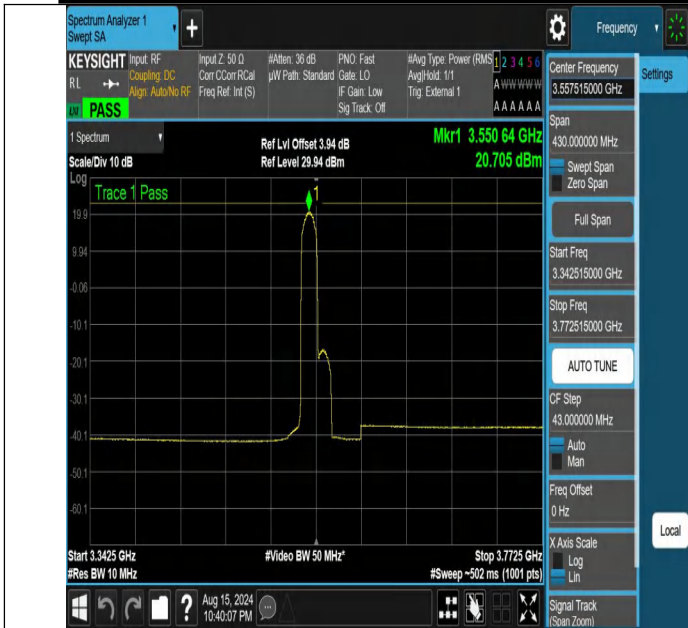 Spectrum Analyzer 1
Swept SA
+
Frequency
KEYSIGHT
RL
LXI
PASS
Input: RF
Coupling: DC
Align: Auto/No RF
Input Z: 50 Ω
Corr CCorr RCal
Freq Ref: Int (S)
#Atten: 36 dB
µW Path: Standard
PNO: Fast
Gate: LO
IF Gain: Low
Sig Track: Off
#Avg Type: Power (RMS
Avg|Hold: 1/1
Trig: External 1
1 2 3 4 5 6
A W W W W W
A A A A A A
1 Spectrum
Scale/Div 10 dB
Log
Ref Lvl Offset 3.94 dB
Ref Level 29.94 dBm
Mkr1 3.550 64 GHz
20.705 dBm
Trace 1 Pass
1
19.9
9.94
-0.06
-10.1
-20.1
-30.1
-40.1
-50.1
-60.1
Start 3.3425 GHz
#Res BW 10 MHz
#Video BW 50 MHz*
Stop 3.7725 GHz
#Sweep ~502 ms (1001 pts)
?
Aug 15, 2024
10:40:07 PM
Center Frequency
3.557515000 GHz
Settings
Span
430.000000 MHz
Swept Span
Zero Span
Full Span
Start Freq
3.342515000 GHz
Stop Freq
3.772515000 GHz
AUTO TUNE
CF Step
43.000000 MHz
Auto
Man
Freq Offset
0 Hz
Local
X Axis Scale
Log
Lin
Signal Track
(Span Zoom)